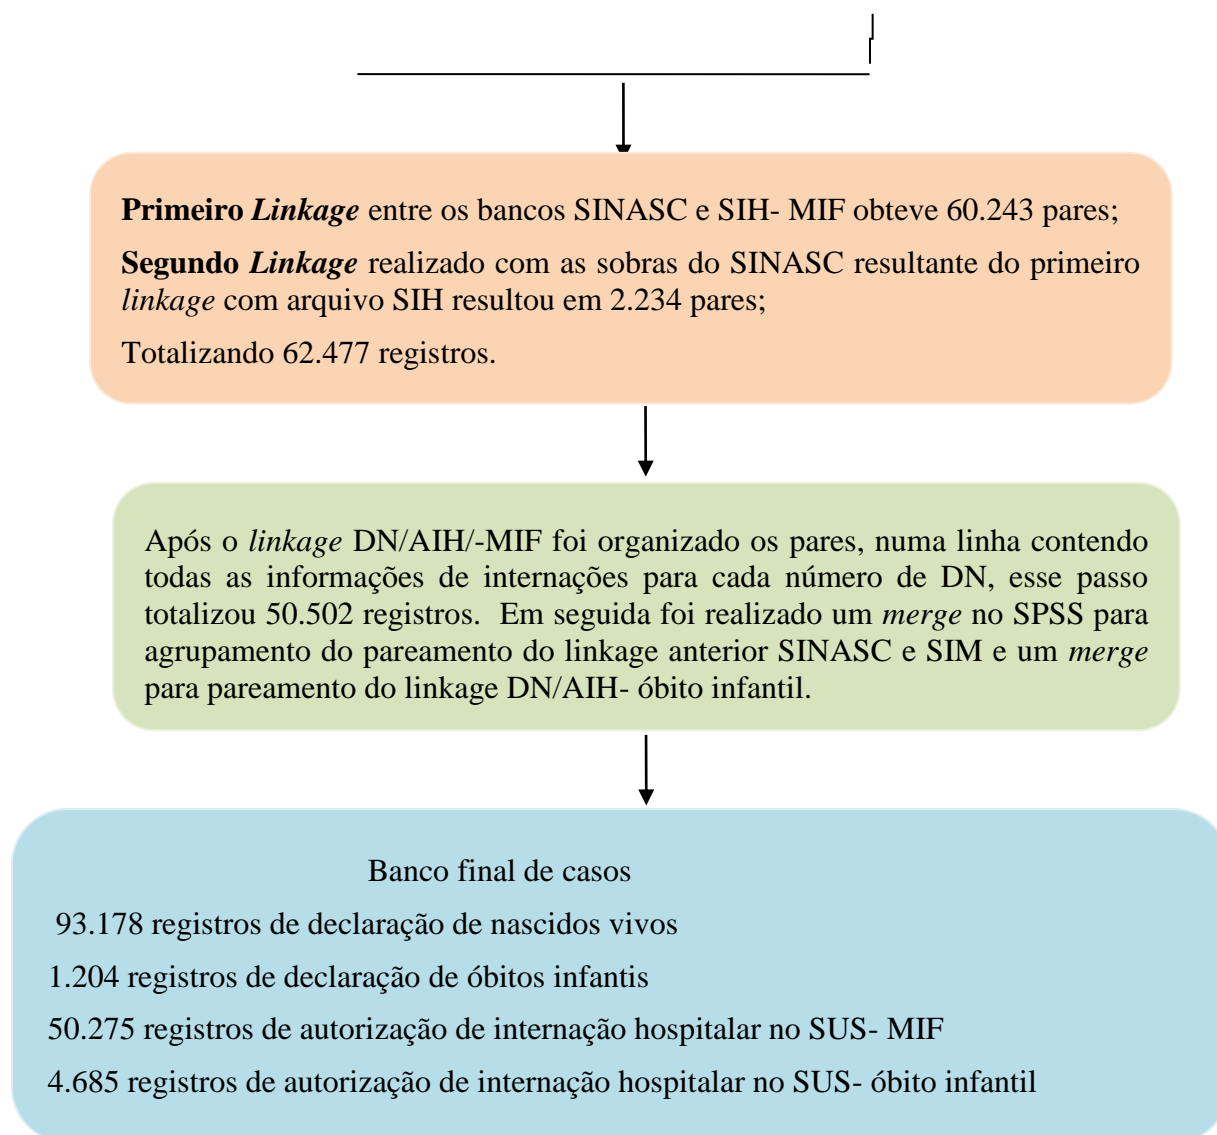 Primeiro Linkage entre os bancos SINASC e SIH- MIF obteve 60.243 pares;
Segundo Linkage realizado com as sobras do SINASC resultante do primeiro
linkage com arquivo SIH resultou em 2.234 pares;
Totalizando 62.477 registros.
Após o linkage DN/AIH/-MIF foi organizado os pares, numa linha contendo
todas as informações de internações para cada número de DN, esse passo
totalizou 50.502 registros. Em seguida foi realizado um merge no SPSS para
agrupamento do pareamento do linkage anterior SINASC e SIM e um merge
para pareamento do linkage DN/AIH- óbito infantil.
Banco final de casos
93.178 registros de declaração de nascidos vivos
1.204 registros de declaração de óbitos infantis
50.275 registros de autorização de internação hospitalar no SUS- MIF
4.685 registros de autorização de internação hospitalar no SUS- óbito infantil